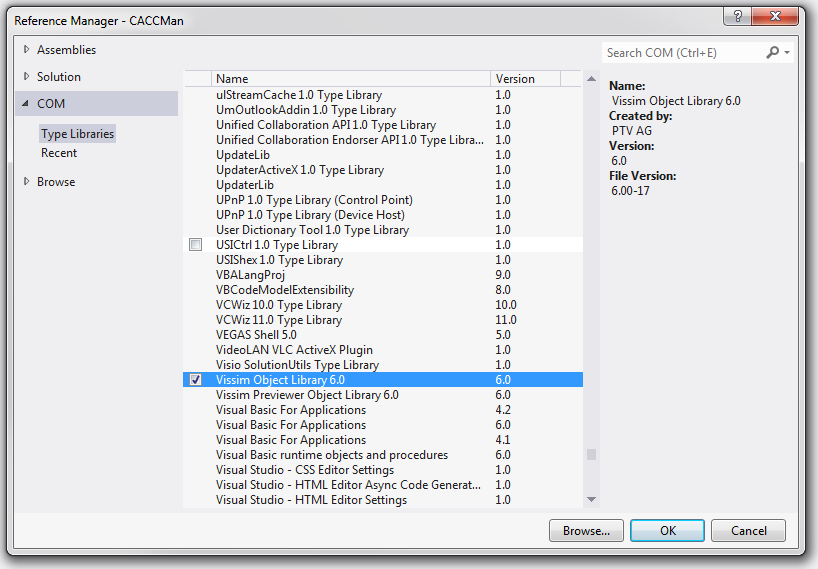 Reference Manager - CACCMan
?
Assemblies
Solution
COM
Type Libraries
Recent
Browse
Search COM (Ctrl+E)
Name Version
ulStreamCache 1.0 Type Library 1.0
UmOutlookAddin 1.0 Type Library 1.0
Unified Collaboration API 1.0 Type Library 1.0
Unified Collaboration Endorser API 1.0 Type Libra... 1.0
UpdateLib 1.0
UpdaterActiveX 1.0 Type Library 1.0
UpdaterLib 1.0
UPnP 1.0 Type Library (Control Point) 1.0
UPnP 1.0 Type Library (Device Host) 1.0
User Dictionary Tool 1.0 Type Library 1.0
USICtrl 1.0 Type Library 1.0
USIShex 1.0 Type Library 1.0
VBALangProj 9.0
VBCodeModelExtensibility 8.0
VCWiz 10.0 Type Library 10.0
VCWiz 11.0 Type Library 11.0
VEGAS Shell 5.0 5.0
VideoLAN VLC ActiveX Plugin 1.0
Visio SolutionUtils Type Library 1.0
Vissim Object Library 6.0 6.0
Vissim Previewer Object Library 6.0 6.0
Visual Basic For Applications 4.2
Visual Basic For Applications 6.0
Visual Basic For Applications 4.1
Visual Basic runtime objects and procedures 6.0
Visual Studio - CSS Editor Settings 1.0
Visual Studio - HTML Editor Async Code Generat... 1.0
Visual Studio - HTML Editor Settings 1.0
Name:
Vissim Object Library 6.0
Created by:
PTV AG
Version:
6.0
File Version:
6.00-17
Browse... OK Cancel